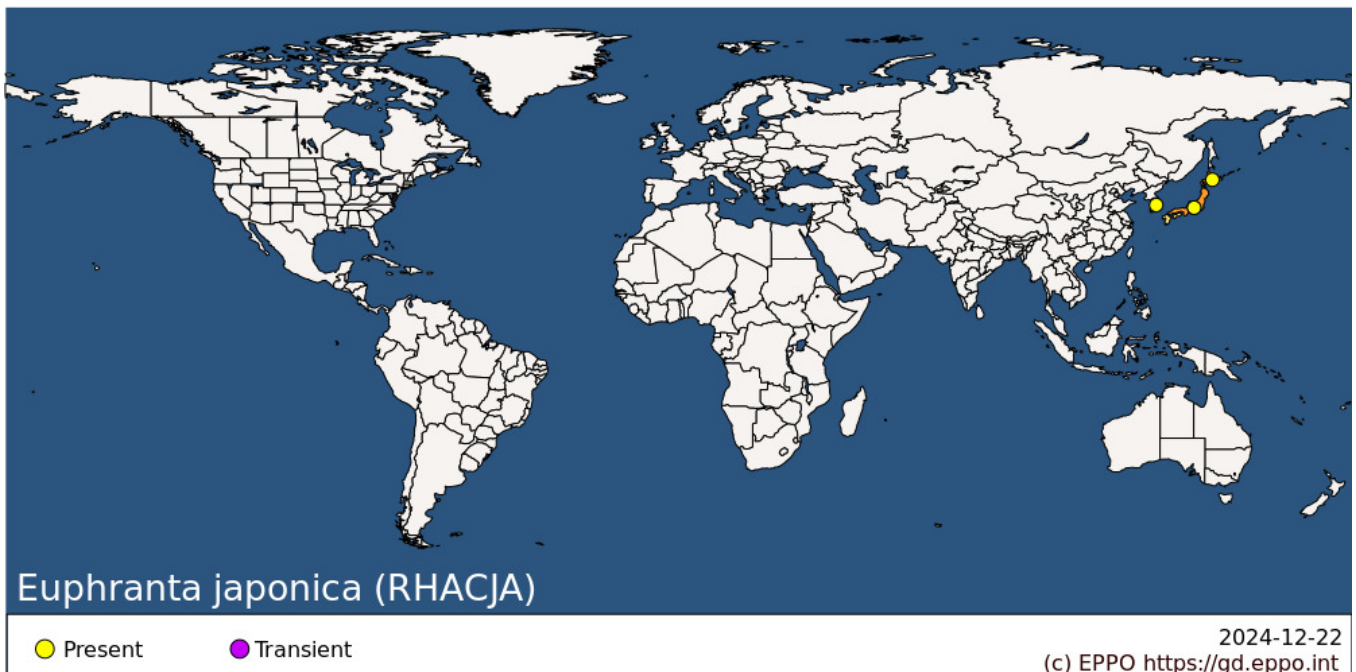 Euphranta japonica (RHACJA)
Present
Transient
2024-12-22
(c) EPPO https://gd.eppo.int